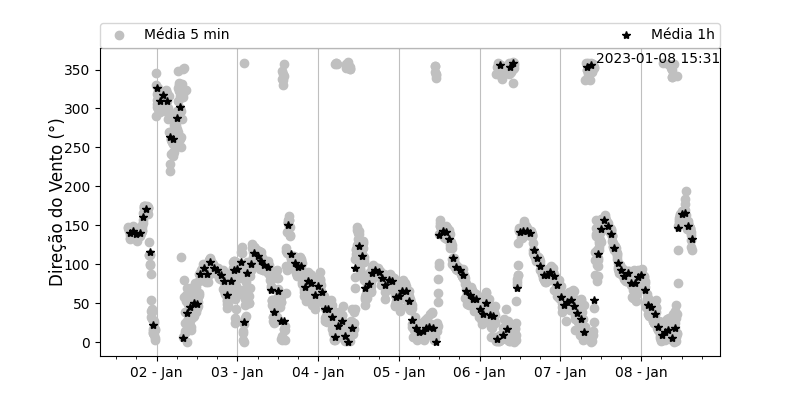 Média 5 min
Média 1h
2023-01-08 15:31
Direção do Vento (°)
350
300
250
200
150
100
50
0
02 - Jan
03 - Jan
04 - Jan
05 - Jan
06 - Jan
07 - Jan
08 - Jan